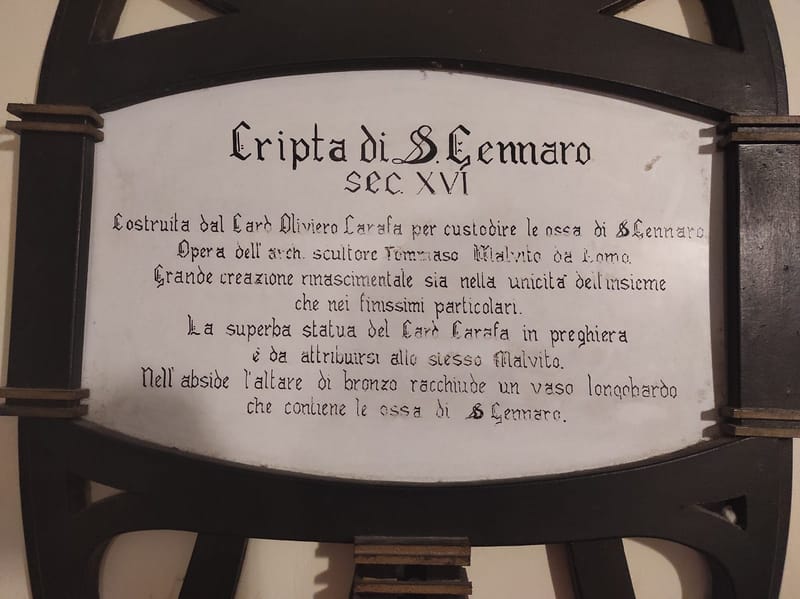 Cripta di S. Gennaro
sec. XVI
Costruita dal Card Oliviero Carafa per custodire le ossa di S Gennaro
Opera dell' arch. scultore Tommaso Malvito da Como.
Grande creazione rinascimentale sia nella unicita' dell'insieme
che nei finissimi particolari.
La superba statua del Card Carafa in preghiera
è da attribuirsi allo stesso Malvito.
Nell' abside l'altare di bronzo racchiude un vaso longobardo
che contiene le ossa di S Gennaro.